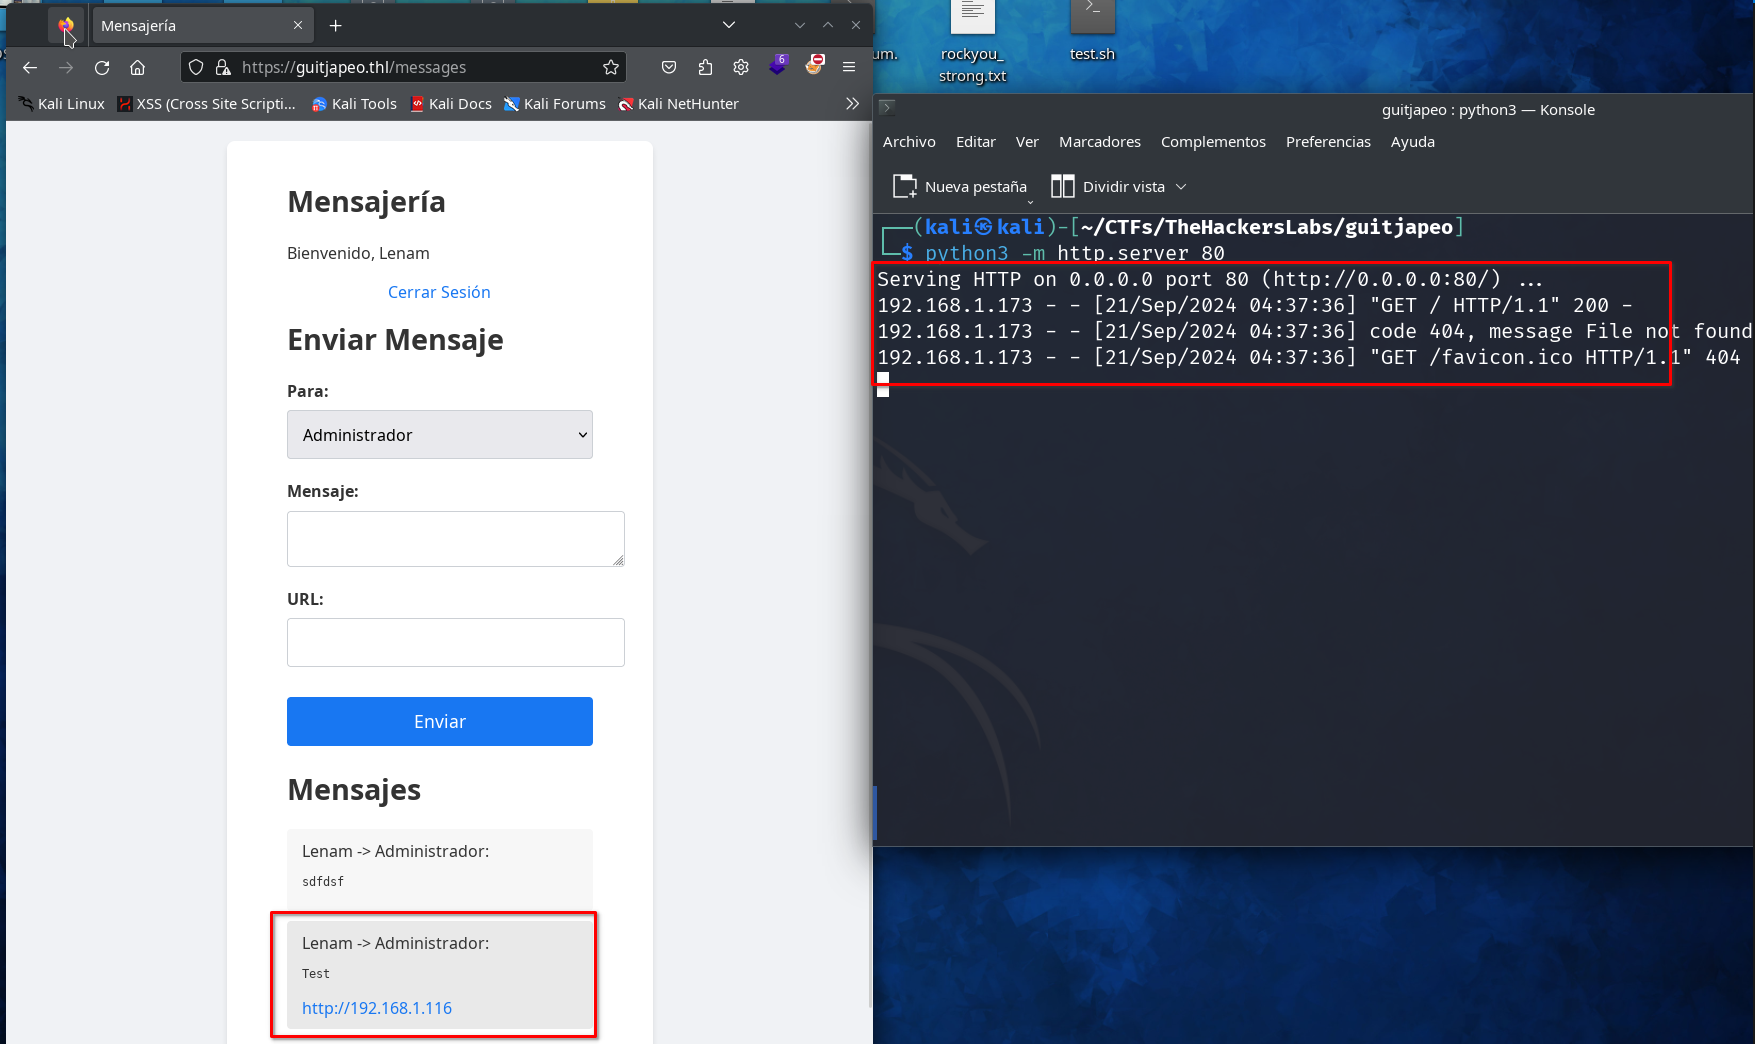 Mensajería
https://guitjapeo.thl/messages
6
Kali Linux
XSS (Cross Site Scripti...
Kali Tools
Kali Docs
Kali Forums
Kali NetHunter
Mensajería
Bienvenido, Lenam
Cerrar Sesión
Enviar Mensaje
Para:
Administrador
Mensaje:
URL:
Enviar
Mensajes
Lenam -> Administrador:
sdfdsf
Lenam -> Administrador:
Test
http://192.168.1.116
um.
rockyou_
strong.txt
test.sh
guitjapeo : python3 — Konsole
Archivo Editar Ver Marcadores Complementos Preferencias Ayuda
Nueva pestaña Dividir vista
┌──(kali㉿kali)-[~/CTFs/TheHackersLabs/guitjapeo]
└─$ python3 -m http.server 80
Serving HTTP on 0.0.0.0 port 80 (http://0.0.0.0:80/) ...
192.168.1.173 - - [21/Sep/2024 04:37:36] "GET / HTTP/1.1" 200 -
192.168.1.173 - - [21/Sep/2024 04:37:36] code 404, message File not found
192.168.1.173 - - [21/Sep/2024 04:37:36] "GET /favicon.ico HTTP/1.1" 404